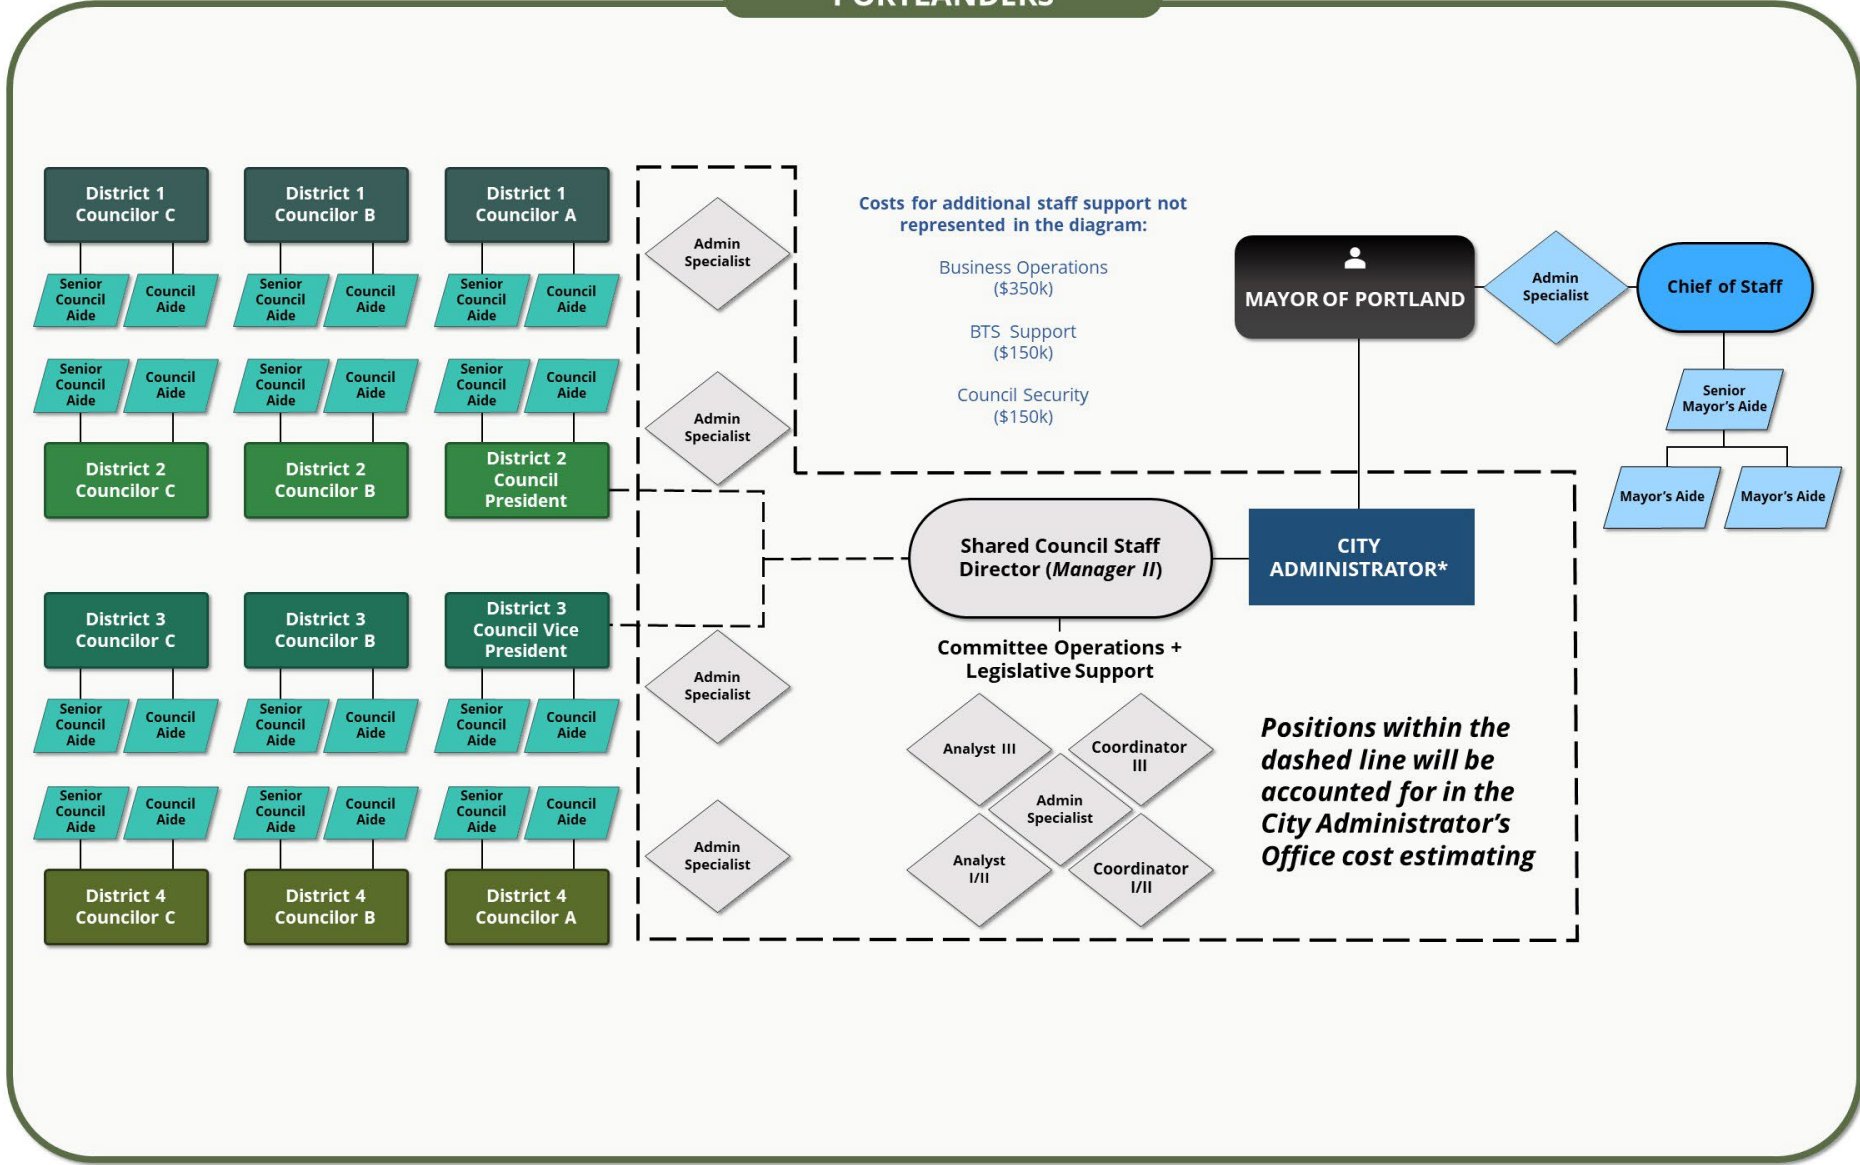 PORTLANDERS
District 1
Councilor C
District 1
Councilor B
District 1
Councilor A
Senior
Council
Aide
Council
Aide
Senior
Council
Aide
Council
Aide
Senior
Council
Aide
Council
Aide
Senior
Council
Aide
Council
Aide
Senior
Council
Aide
Council
Aide
Senior
Council
Aide
Council
Aide
District 2
Councilor C
District 2
Councilor B
District 2
Council
President
District 3
Councilor C
District 3
Councilor B
District 3
Council Vice
President
Senior
Council
Aide
Council
Aide
Senior
Council
Aide
Council
Aide
Senior
Council
Aide
Council
Aide
Senior
Council
Aide
Council
Aide
Senior
Council
Aide
Council
Aide
Senior
Council
Aide
Council
Aide
District 4
Councilor C
District 4
Councilor B
District 4
Councilor A
Admin
Specialist
Admin
Specialist
Admin
Specialist
Admin
Specialist
Costs for additional staff support not
represented in the diagram:
Business Operations
($350k)
BTS Support
($150k)
Council Security
($150k)
MAYOR OF PORTLAND
Admin
Specialist
Chief of Staff
Senior
Mayor's Aide
Mayor's Aide
Mayor's Aide
Shared Council Staff
Director (Manager II)
CITY
ADMINISTRATOR*
Committee Operations +
Legislative Support
Analyst III
Coordinator
III
Admin
Specialist
Analyst
I/II
Coordinator
I/II
Positions within the
dashed line will be
accounted for in the
City Administrator's
Office cost estimating